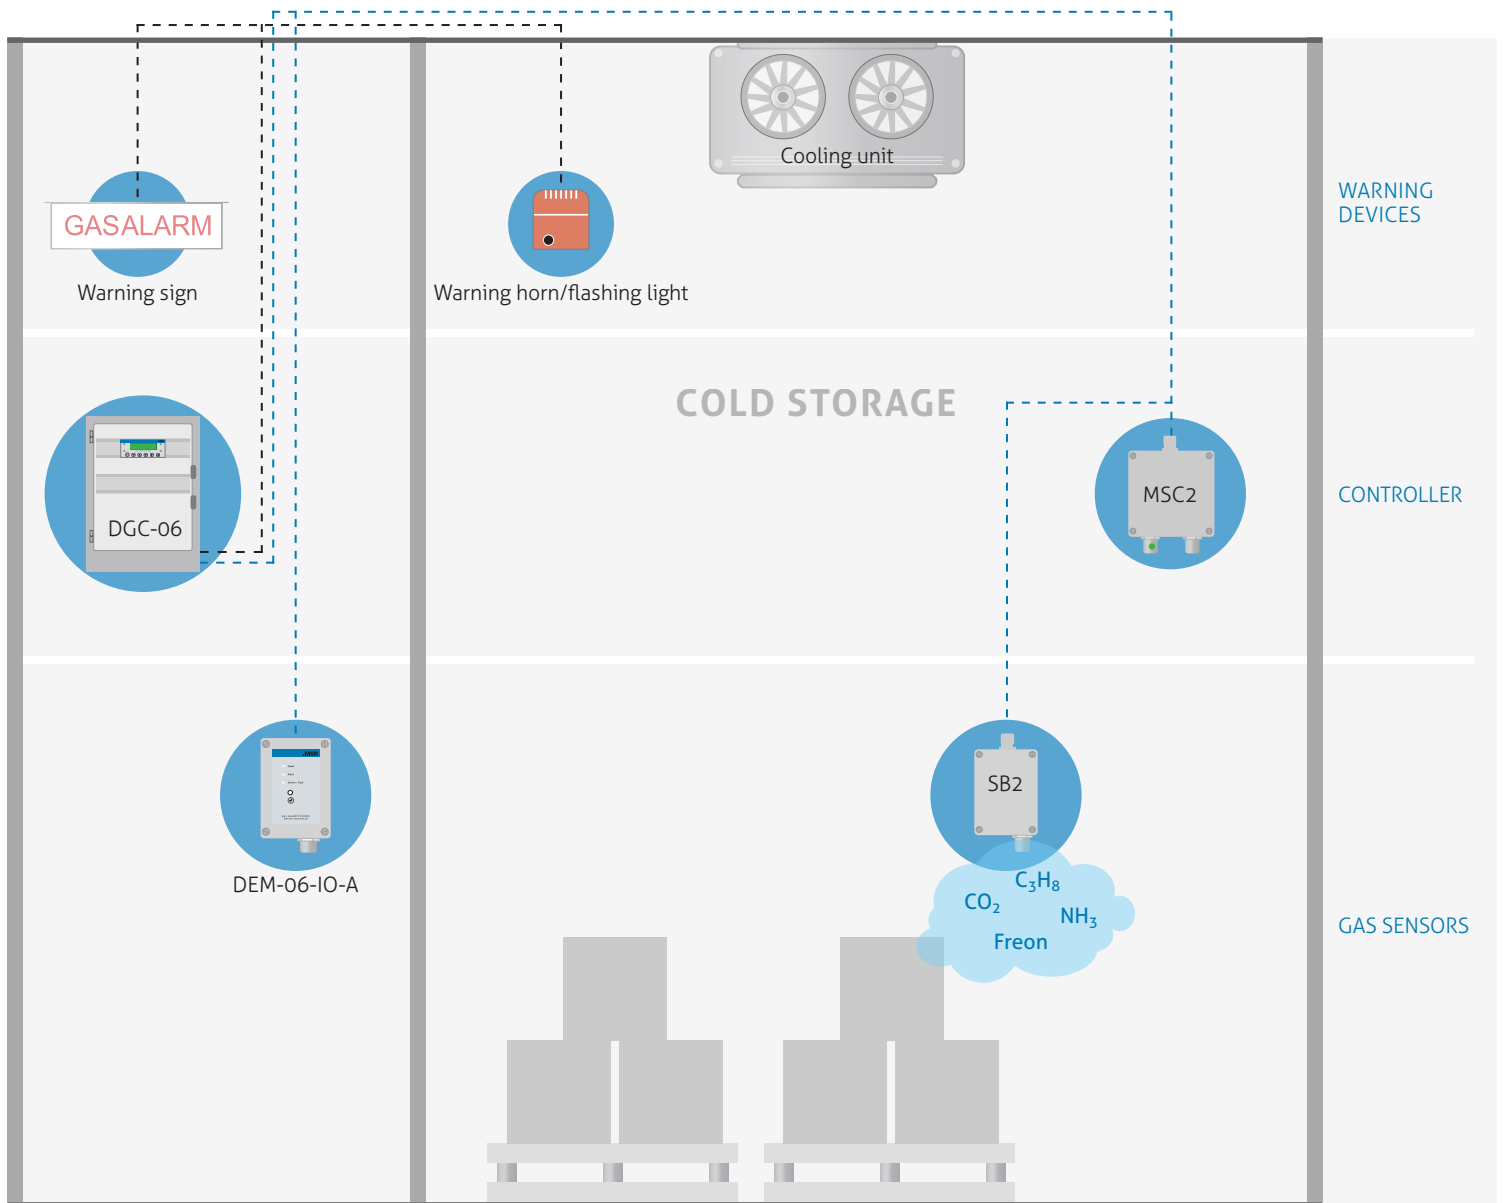 Cooling unit
WARNING
DEVICES
GASALARM
Warning sign
Warning horn/flashing light
COLD STORAGE
DGC-06
MSC2
CONTROLLER
MSR
SB2
DEM-06-IO-A
C₃H₈
CO₂
NH₃
Freon
GAS SENSORS